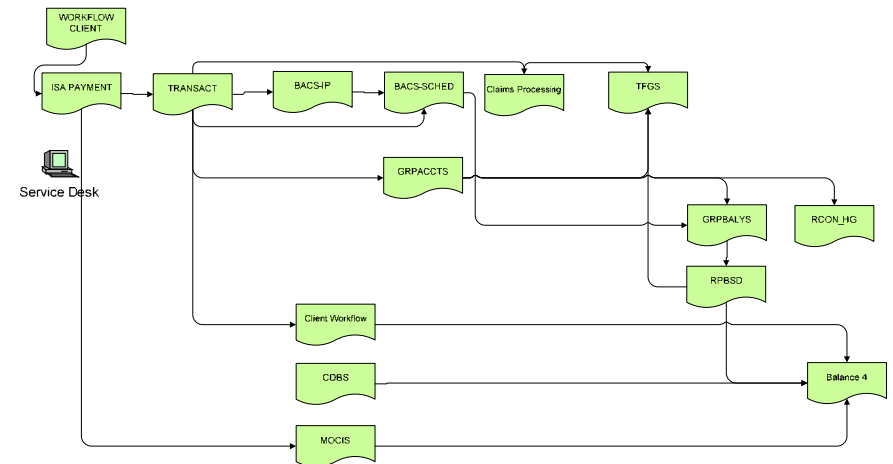 WORKFLOW
CLIENT
ISA PAYMENT
TRANSACT
BACS-IP
BACS-SCHED
Claims Processing
TFGS
Service Desk
GRPACCTS
GRPBALYS
RCON_HG
RPBSD
Client Workflow
CDBS
Balance 4
MOCIS